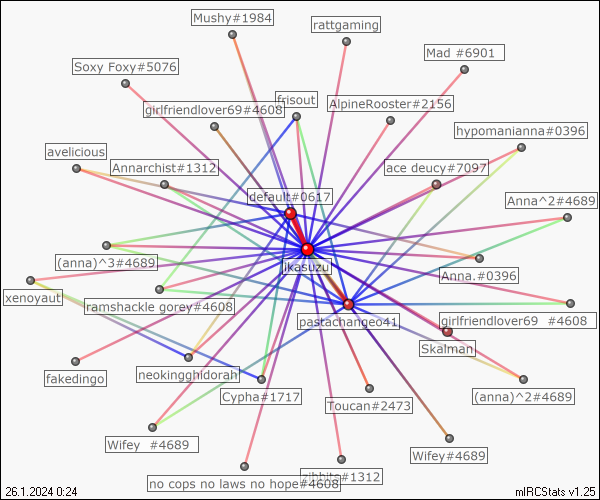 Mushy#1984
rattgaming
Mad #6901
Soxy Foxy#5076
frisout
AlpineRooster#2156
girlfriendlover69#4608
hypomanianna#0396
avelicious
Annarchist#1312
ace deucy#7097
default#0617
Anna^2#4689
(anna)^3#4689
ikasuzu
Anna.#0396
xenoyaut
ramshackle gorey#4608
pastachange041
girlfriendlover69 #4608
Skalman
fakedingo
neokingghidorah
Cypha#1717
Toucan#2473
(anna)^2#4689
Wifey #4689
Wifey#4689
no cops no laws no hope#4608
#1312
26.1.2024 0:24
mIRCStats v1.25